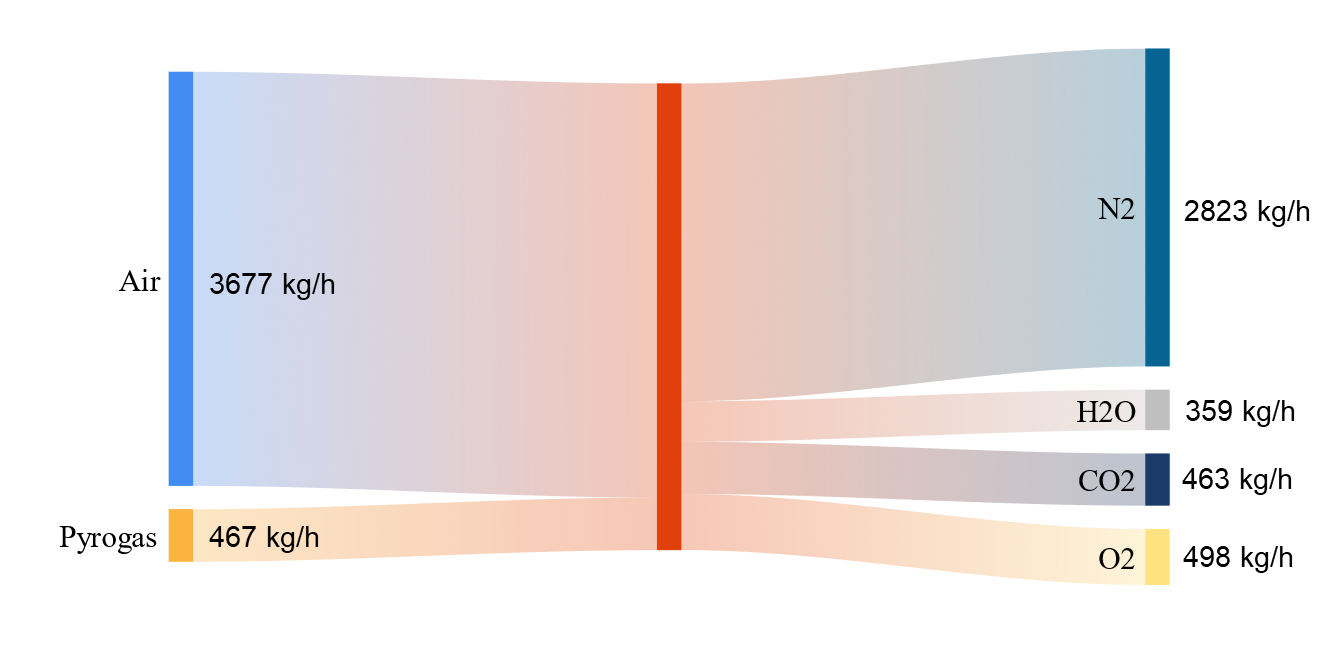 Air
3677 kg/h
Pyrogas
467 kg/h
N2
2823 kg/h
H2O
359 kg/h
CO2
463 kg/h
O2
498 kg/h